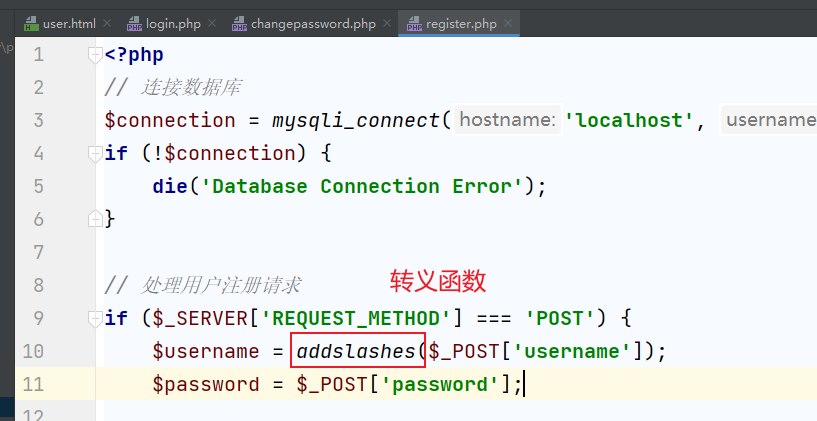 user.html login.php changepassword.php register.php
\p
1 <?php
2 // 连接数据库
3 $connection = mysqli_connect( hostname: 'localhost', username
4 if (!$connection) {
5 die('Database Connection Error');
6 }
7
8 // 处理用户注册请求 转义函数
9 if ($_SERVER['REQUEST_METHOD'] === 'POST') {
10 $username = addslashes($_POST['username']);
11 $password = $_POST['password'];
12